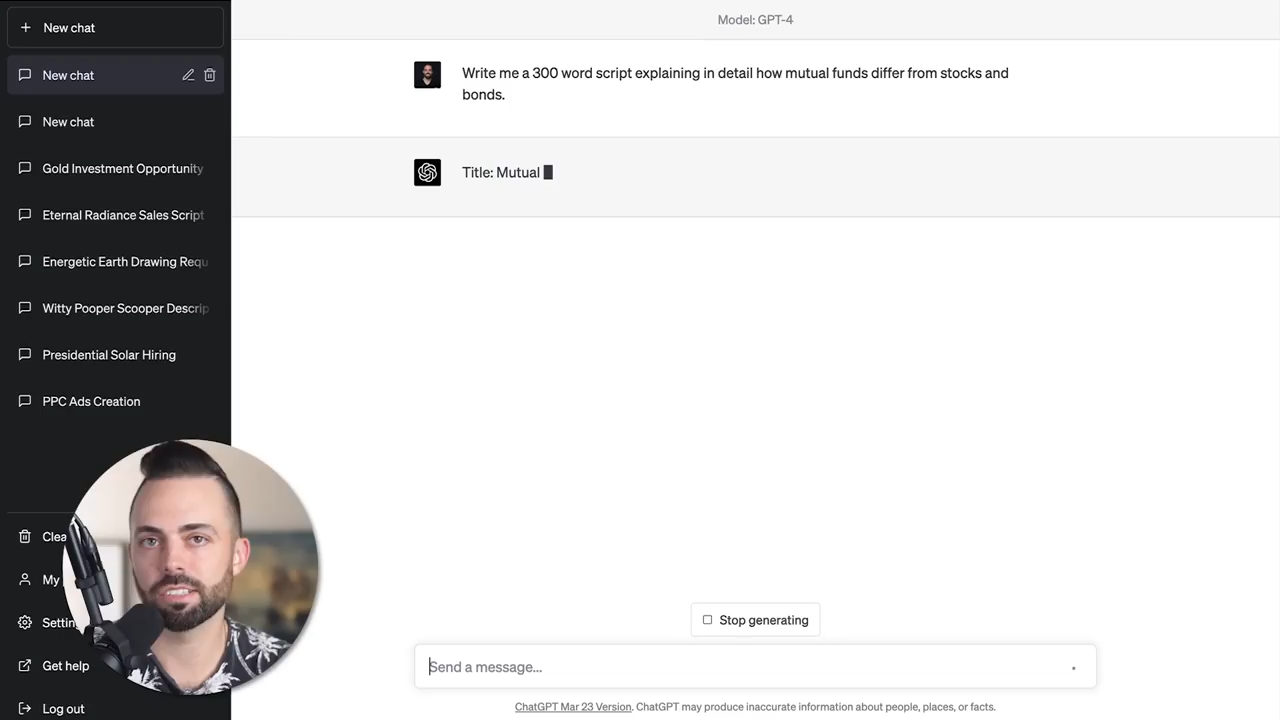 New chat
New chat
New chat
Gold Investment Opportunity
Eternal Radiance Sales Script
Energetic Earth Drawing Requ
Witty Pooper Scooper Descrip
Presidential Solar Hiring
PPC Ads Creation
Clea
My
Settin
Get help
Log out
Model: GPT-4
Write me a 300 word script explaining in detail how mutual funds differ from stocks and
bonds.
Title: Mutual
Stop generating
Send a message...
ChatGPT Mar 23 Version. ChatGPT may produce inaccurate information about people, places, or facts.